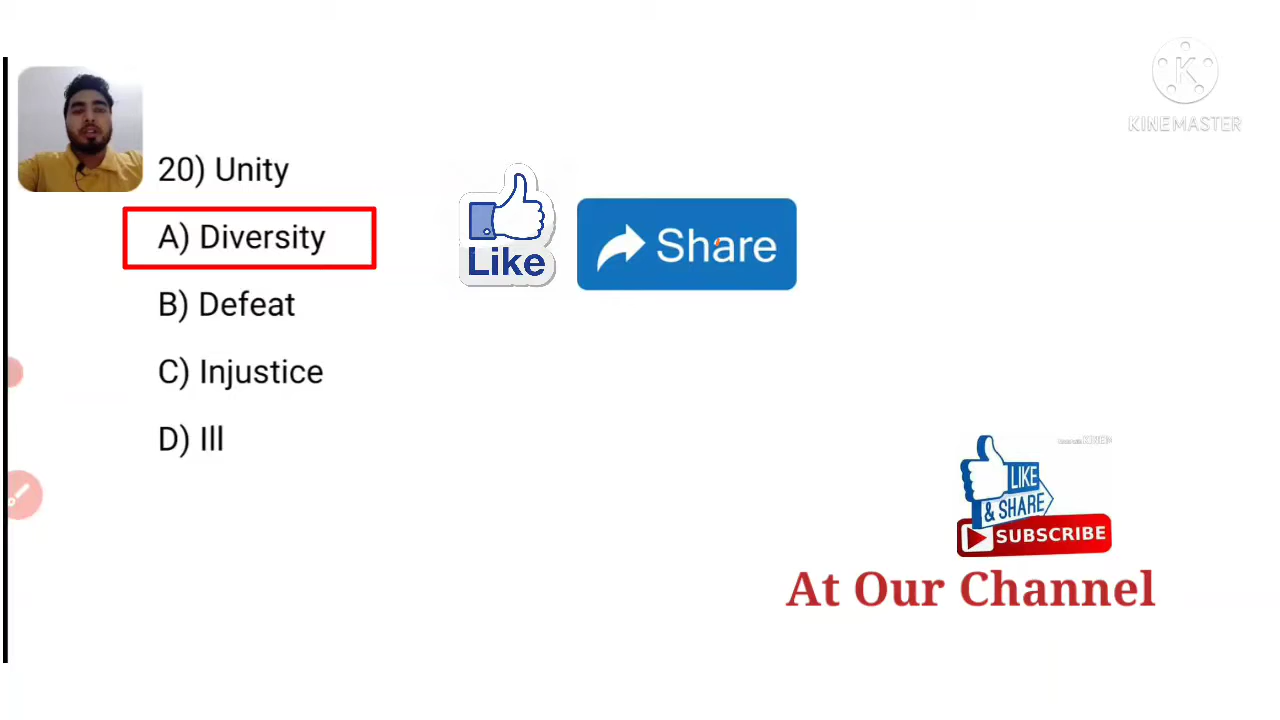 KINEMASTER
20) Unity
A) Diversity
Like
Share
B) Defeat
C) Injustice
D) Ill
LIKE
& SHARE
SUBSCRIBE
At Our Channel